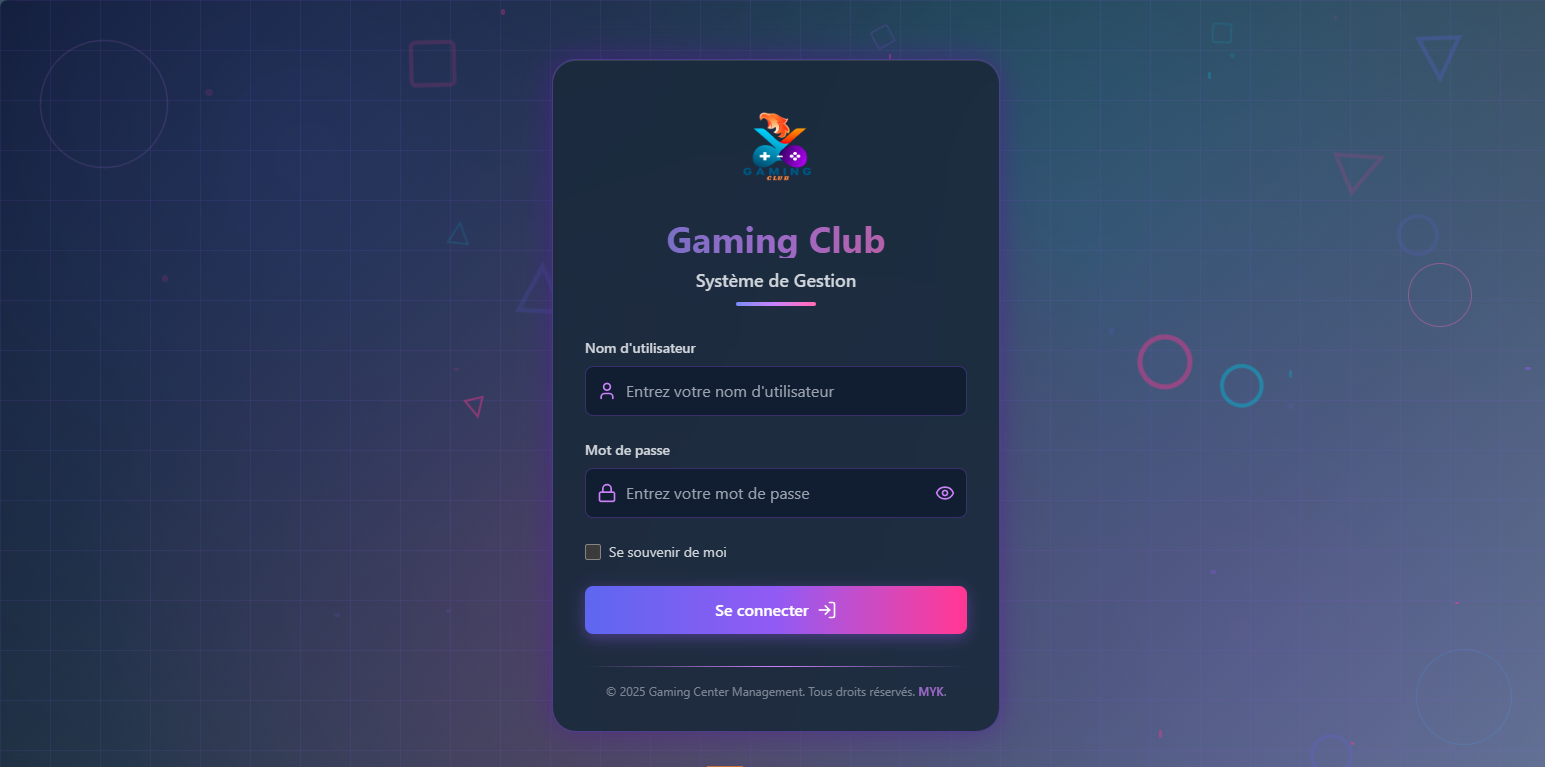 GAMING
CLUB
Gaming Club
Système de Gestion
Nom d'utilisateur
Entrez votre nom d'utilisateur
Mot de passe
Entrez votre mot de passe
Se souvenir de moi
Se connecter
© 2025 Gaming Center Management. Tous droits réservés. MYK.